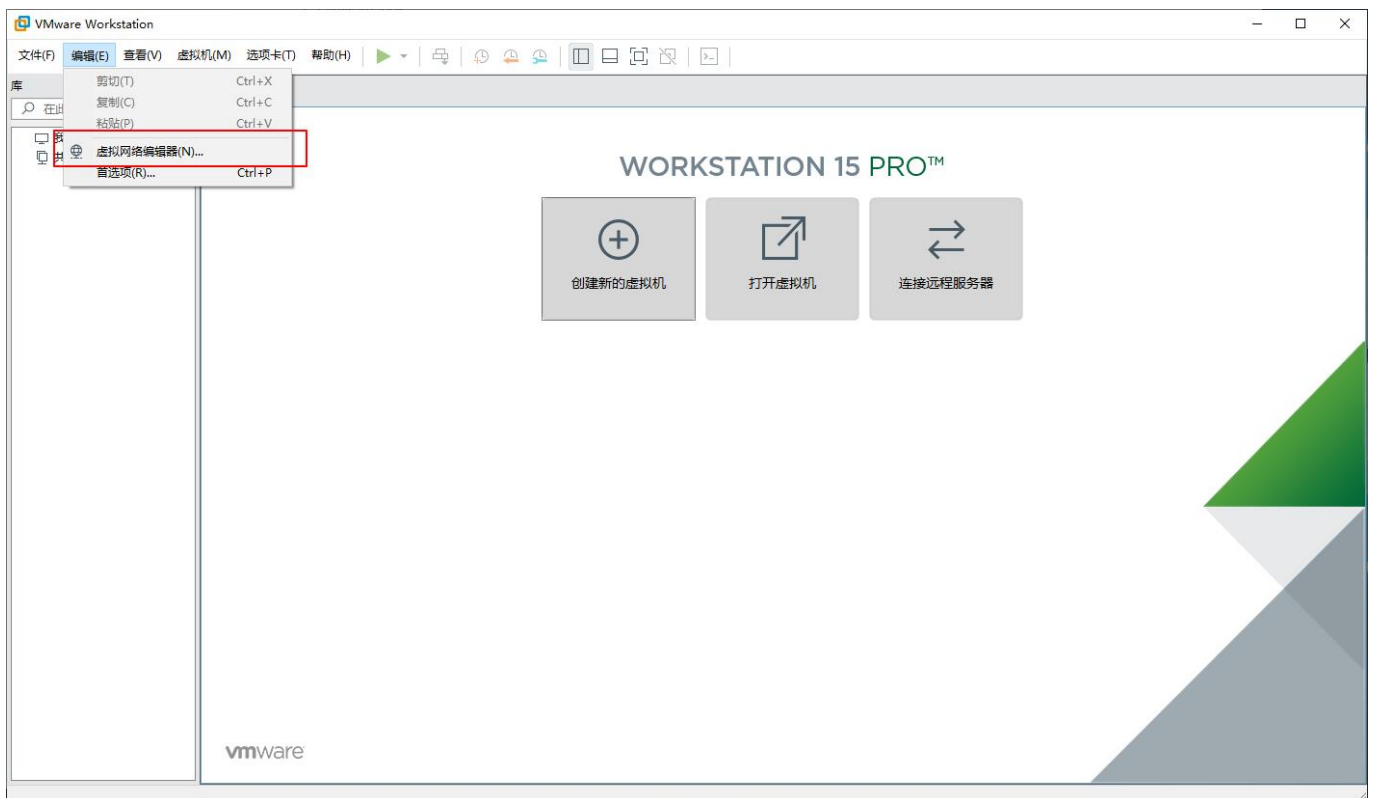 VMware Workstation
文件(F) 编辑(E) 查看(V) 虚拟机(M) 选项卡(T) 帮助(H)
库
在此
剪切(T) Ctrl+X
复制(C) Ctrl+C
粘贴(P) Ctrl+V
虚拟网络编辑器(N)...
首选项(R)... Ctrl+P
WORKSTATION 15 PRO™
创建新的虚拟机
打开虚拟机
连接远程服务器
vmware